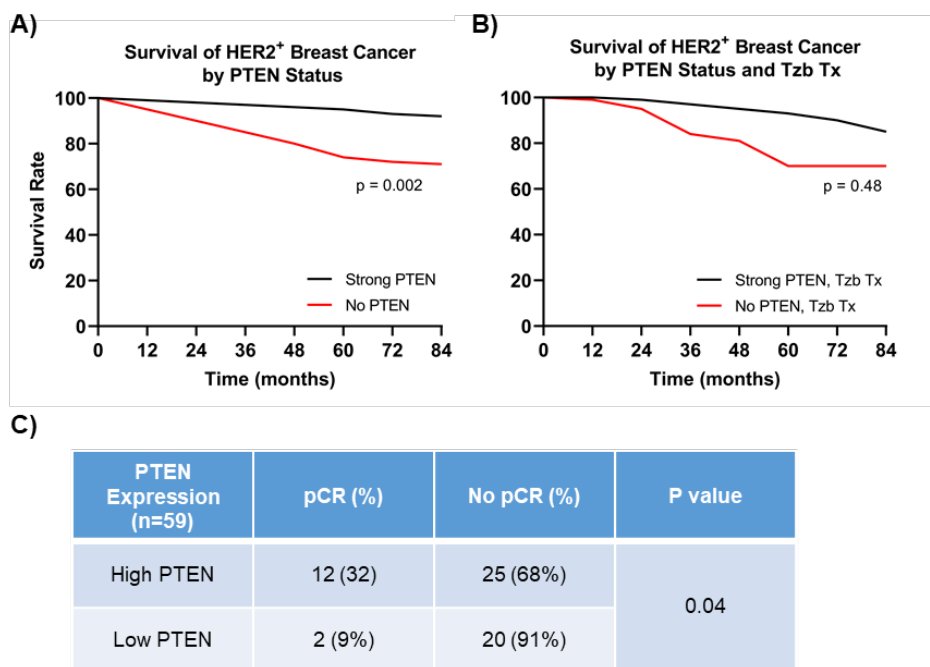 A)
Survival of HER2+ Breast Cancer
by PTEN Status
Survival Rate
100
80
60
40
20
0
p = 0.002
Strong PTEN
No PTEN
0 12 24 36 48 60 72 84
Time (months)
B)
Survival of HER2+ Breast Cancer
by PTEN Status and Tzb Tx
100
80
60
40
20
0
p = 0.48
Strong PTEN, Tzb Tx
No PTEN, Tzb Tx
0 12 24 36 48 60 72 84
Time (months)
C)
PTEN
Expression
(n=59)
pCR (%)
No pCR (%)
P value
High PTEN
12 (32)
25 (68%)
0.04
Low PTEN
2 (9%)
20 (91%)